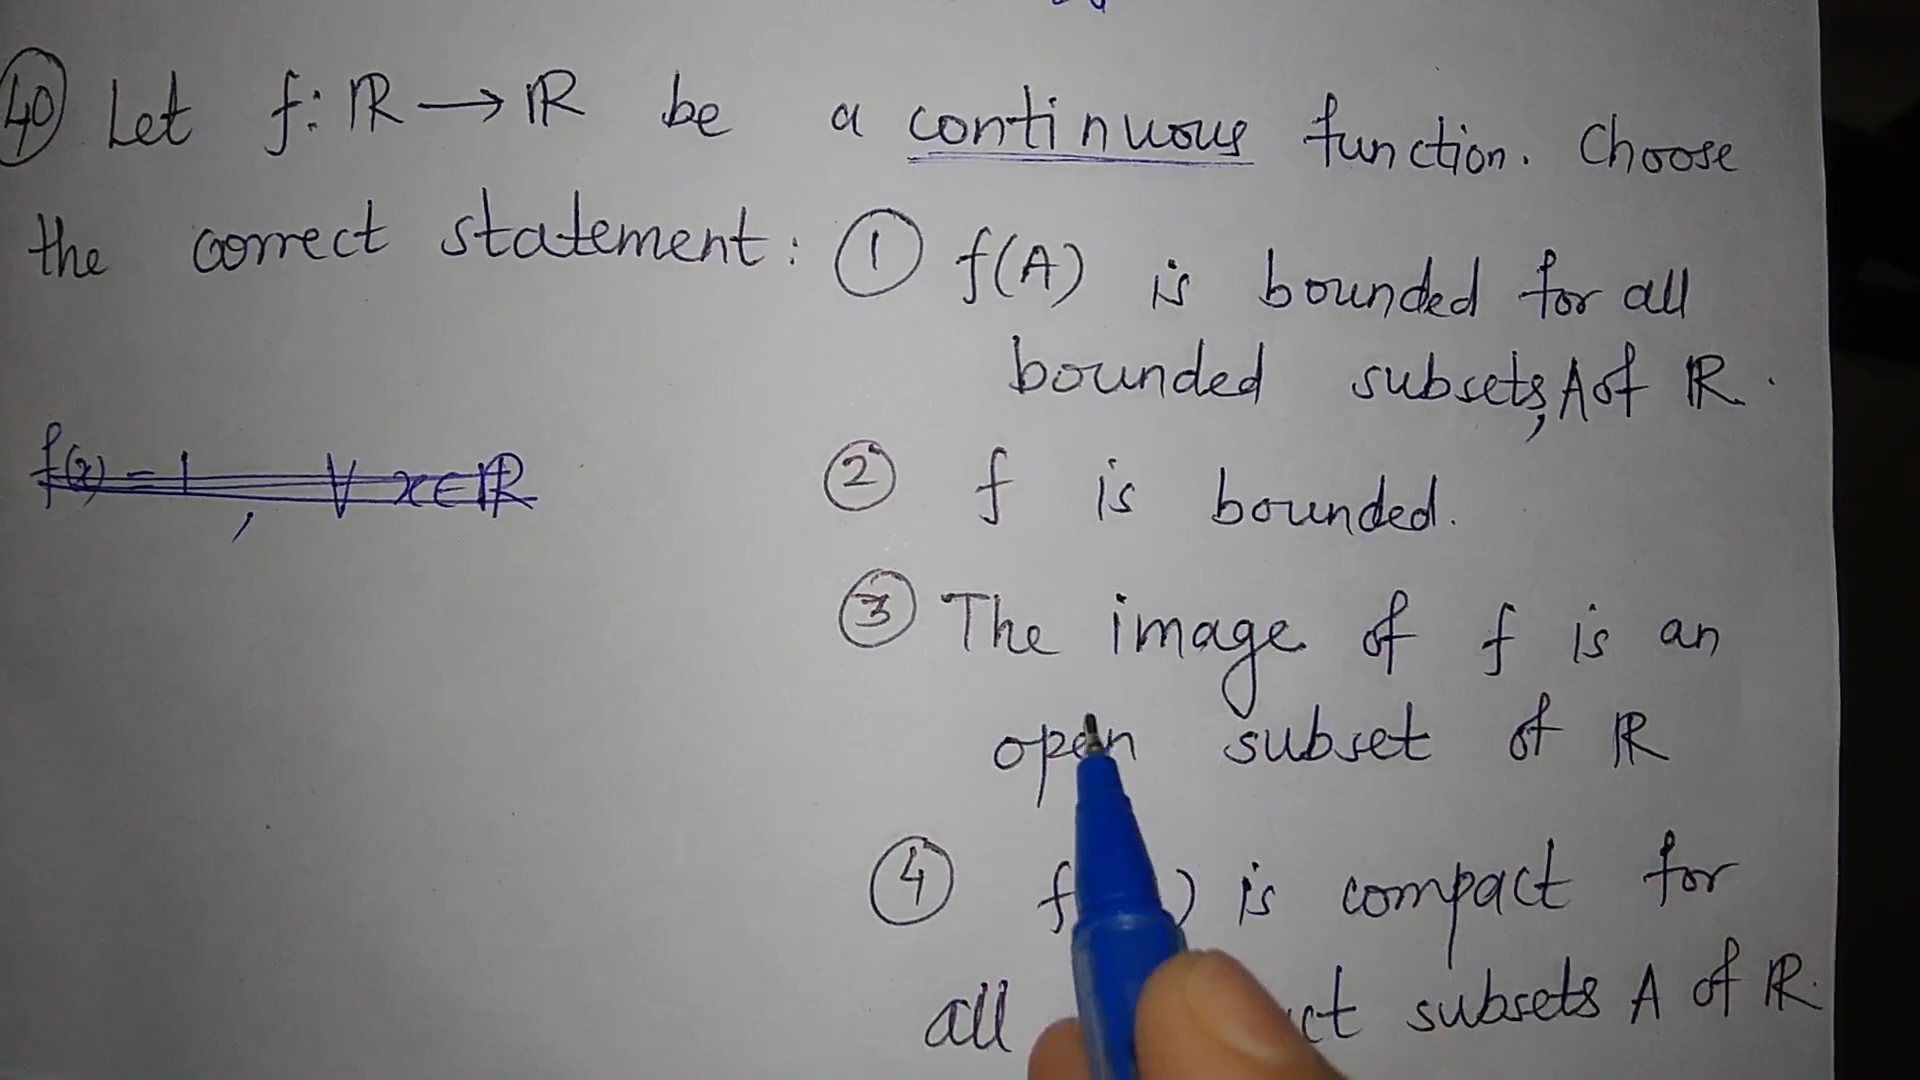 40 Let f: ℝ → ℝ be a continuous function. Choose
the correct statement: ① f(A) is bounded for all
bounded subsets, A of ℝ.
f(x) = 1, ∀ x ∈ ℝ
② f is bounded.
③ The image of f is an
open subset of ℝ
④ f ) is compact for
all ct subsets A of ℝ.